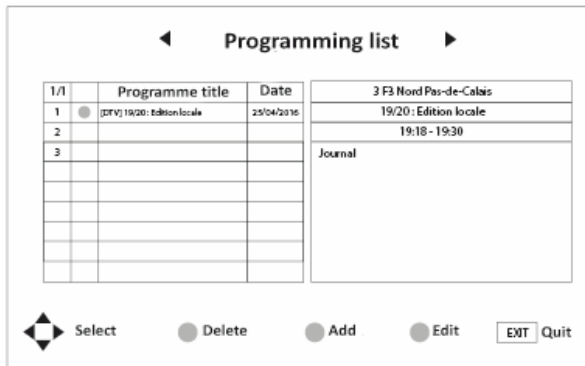 Programming list
1/1 Programme title Date
1 [DTV] 19/20 : Edition locale 25/04/2016
2
3
3 F3 Nord Pas-de-Calais
19/20 : Edition locale
19:18 - 19:30
Journal
Select Delete Add Edit EXIT Quit